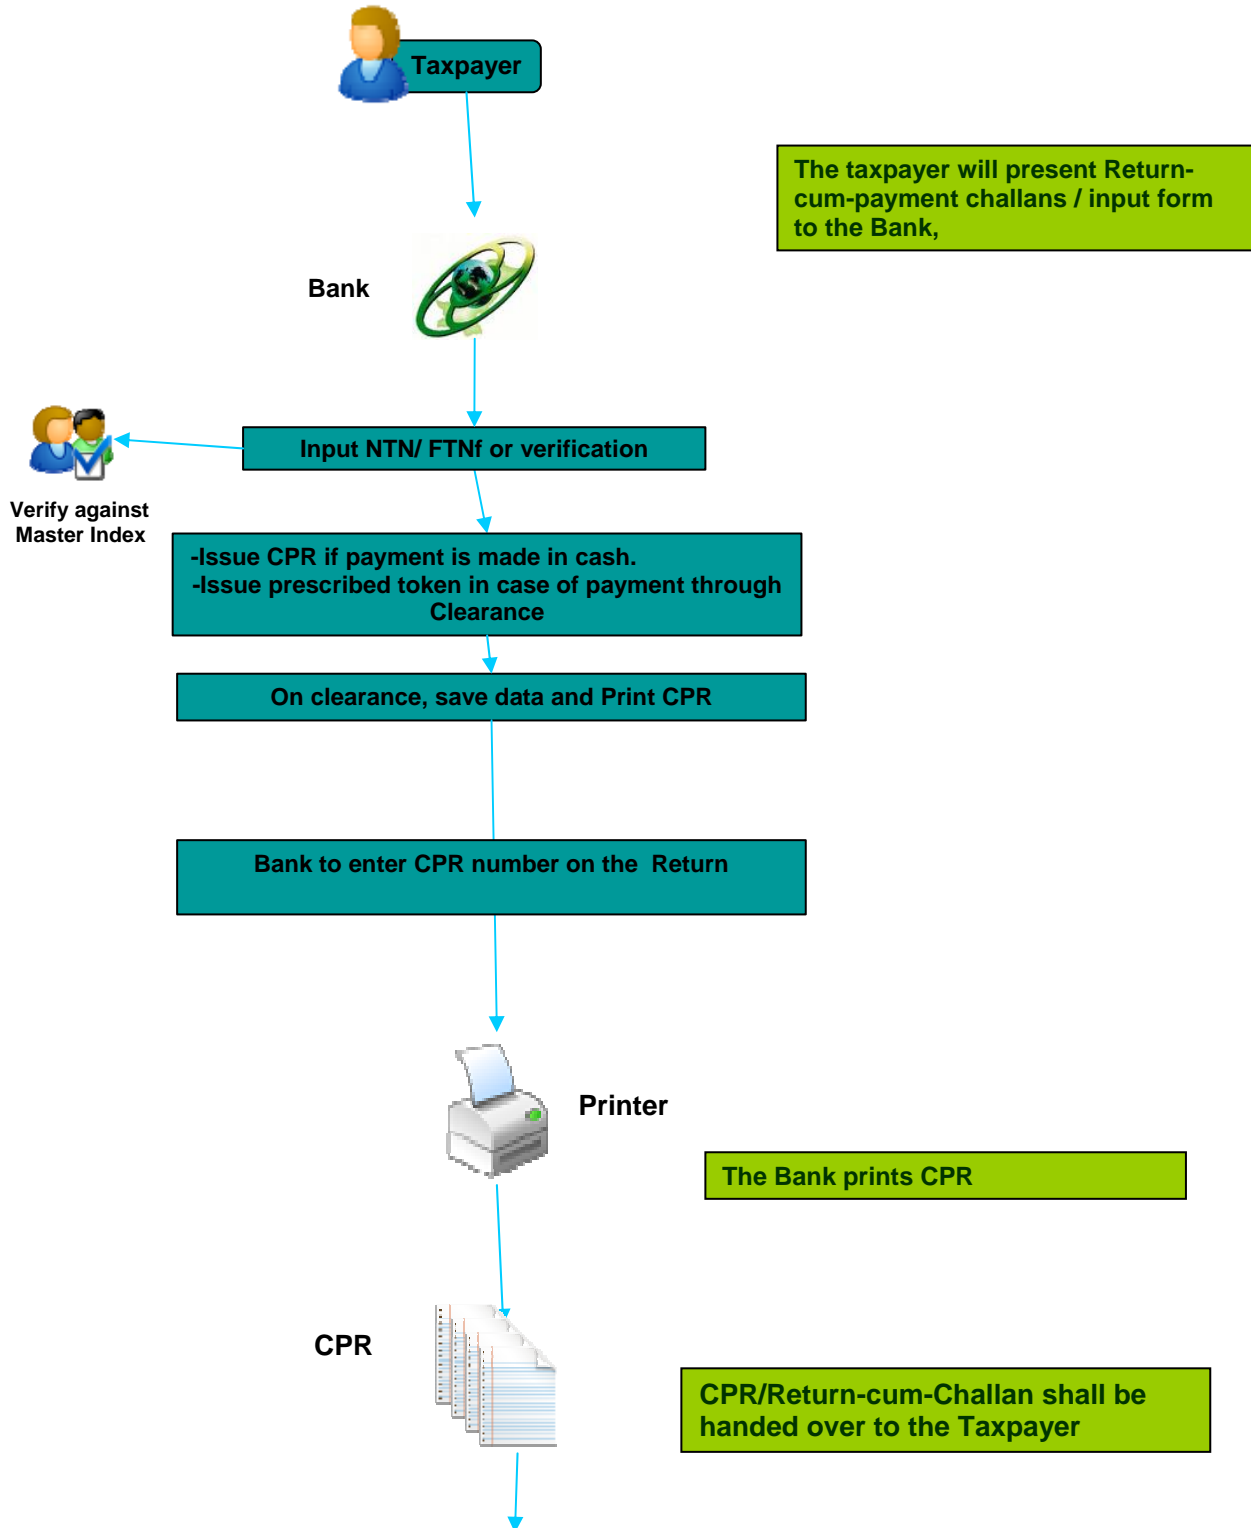 Taxpayer
The taxpayer will present Return-
cum-payment challans / input form
to the Bank,
Bank
Input NTN/ FTNf or verification
Verify against
Master Index
-Issue CPR if payment is made in cash.
-Issue prescribed token in case of payment through
Clearance
On clearance, save data and Print CPR
Bank to enter CPR number on the  Return
Printer
The Bank prints CPR
CPR
CPR/Return-cum-Challan shall be
handed over to the Taxpayer